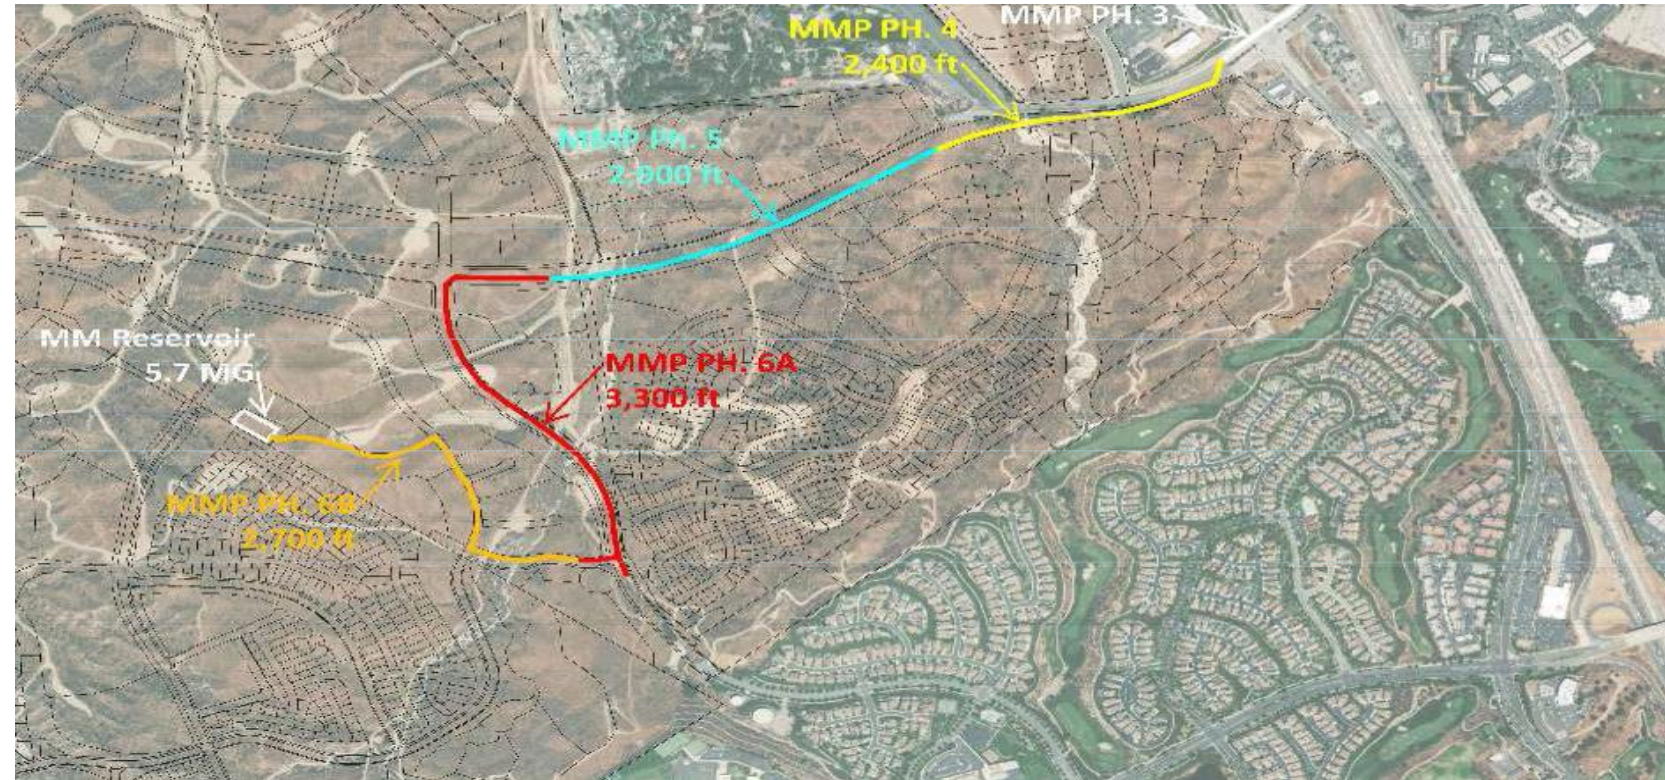 MMP PH. 3
MMP PH. 4
2,400 ft
MMP Ph. 5
2,900 ft
MM Reservoir
5.7 MG
MMP PH. 6A
3,300 ft
MMP PH. 6B
2,700 ft